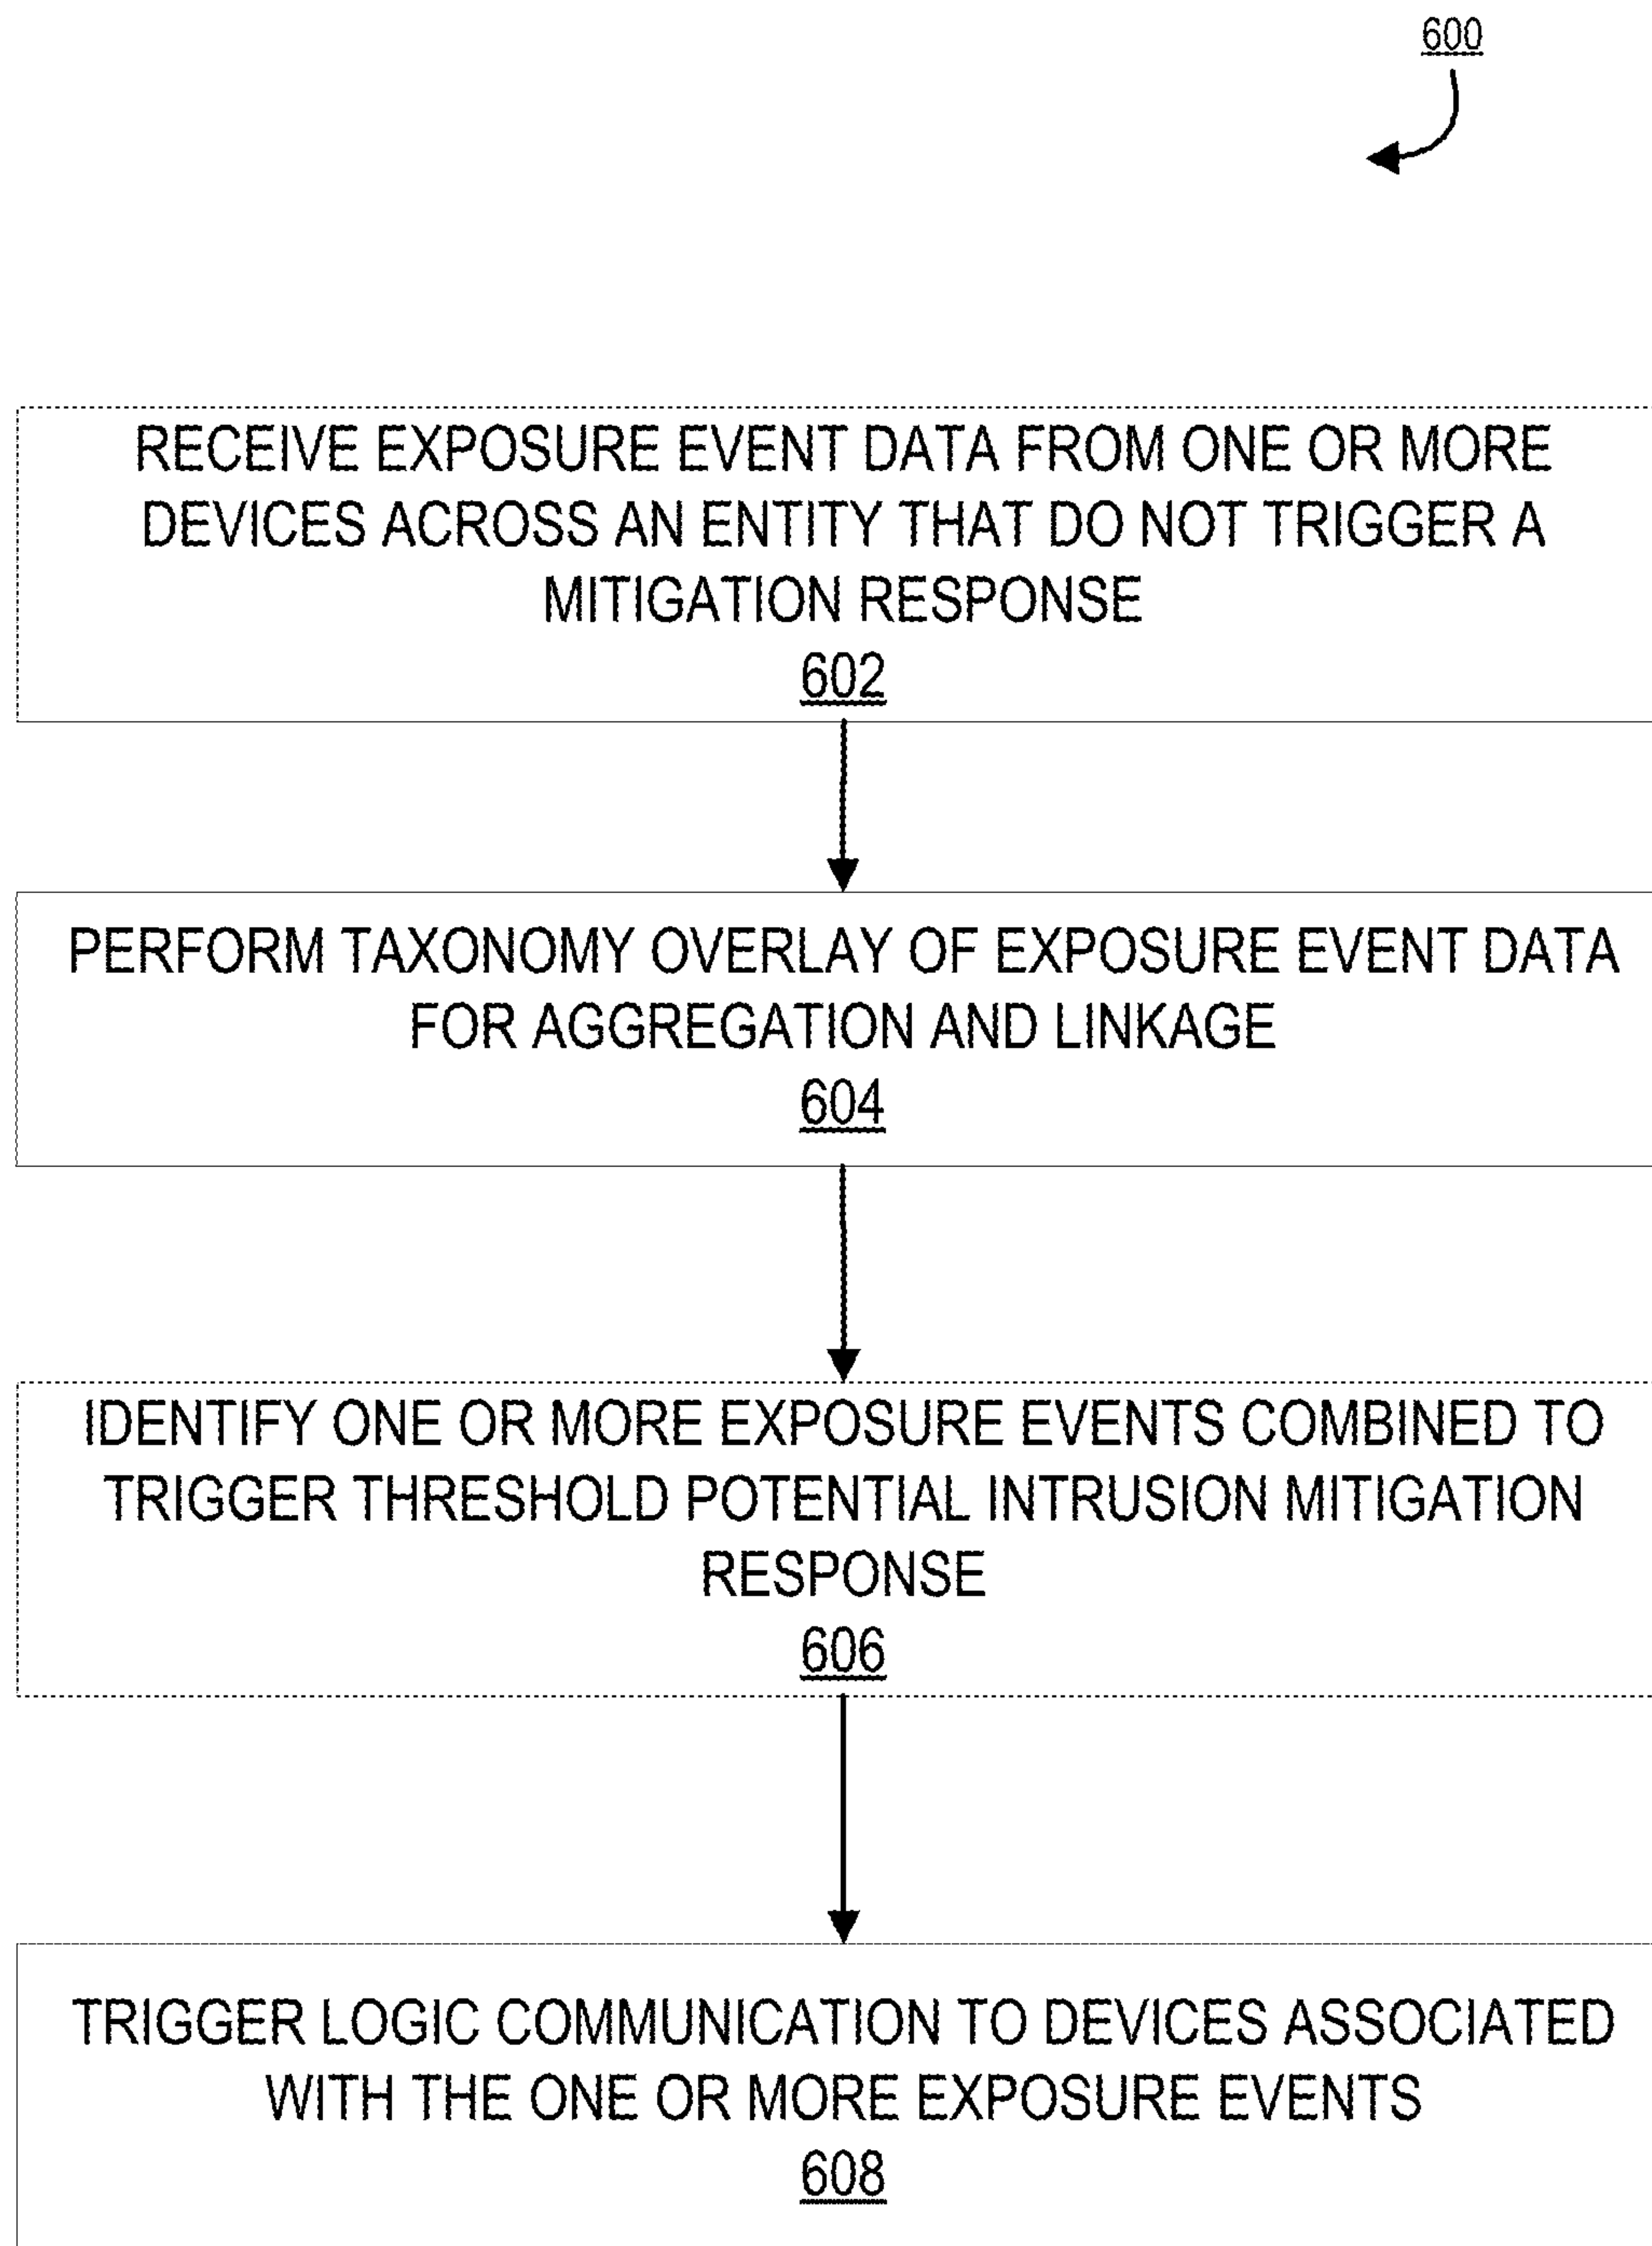 600
RECEIVE EXPOSURE EVENT DATA FROM ONE OR MORE
DEVICES ACROSS AN ENTITY THAT DO NOT TRIGGER A
MITIGATION RESPONSE
602
PERFORM TAXONOMY OVERLAY OF EXPOSURE EVENT DATA
FOR AGGREGATION AND LINKAGE
604
IDENTIFY ONE OR MORE EXPOSURE EVENTS COMBINED TO
TRIGGER THRESHOLD POTENTIAL INTRUSION MITIGATION
RESPONSE
606
TRIGGER LOGIC COMMUNICATION TO DEVICES ASSOCIATED
WITH THE ONE OR MORE EXPOSURE EVENTS
608